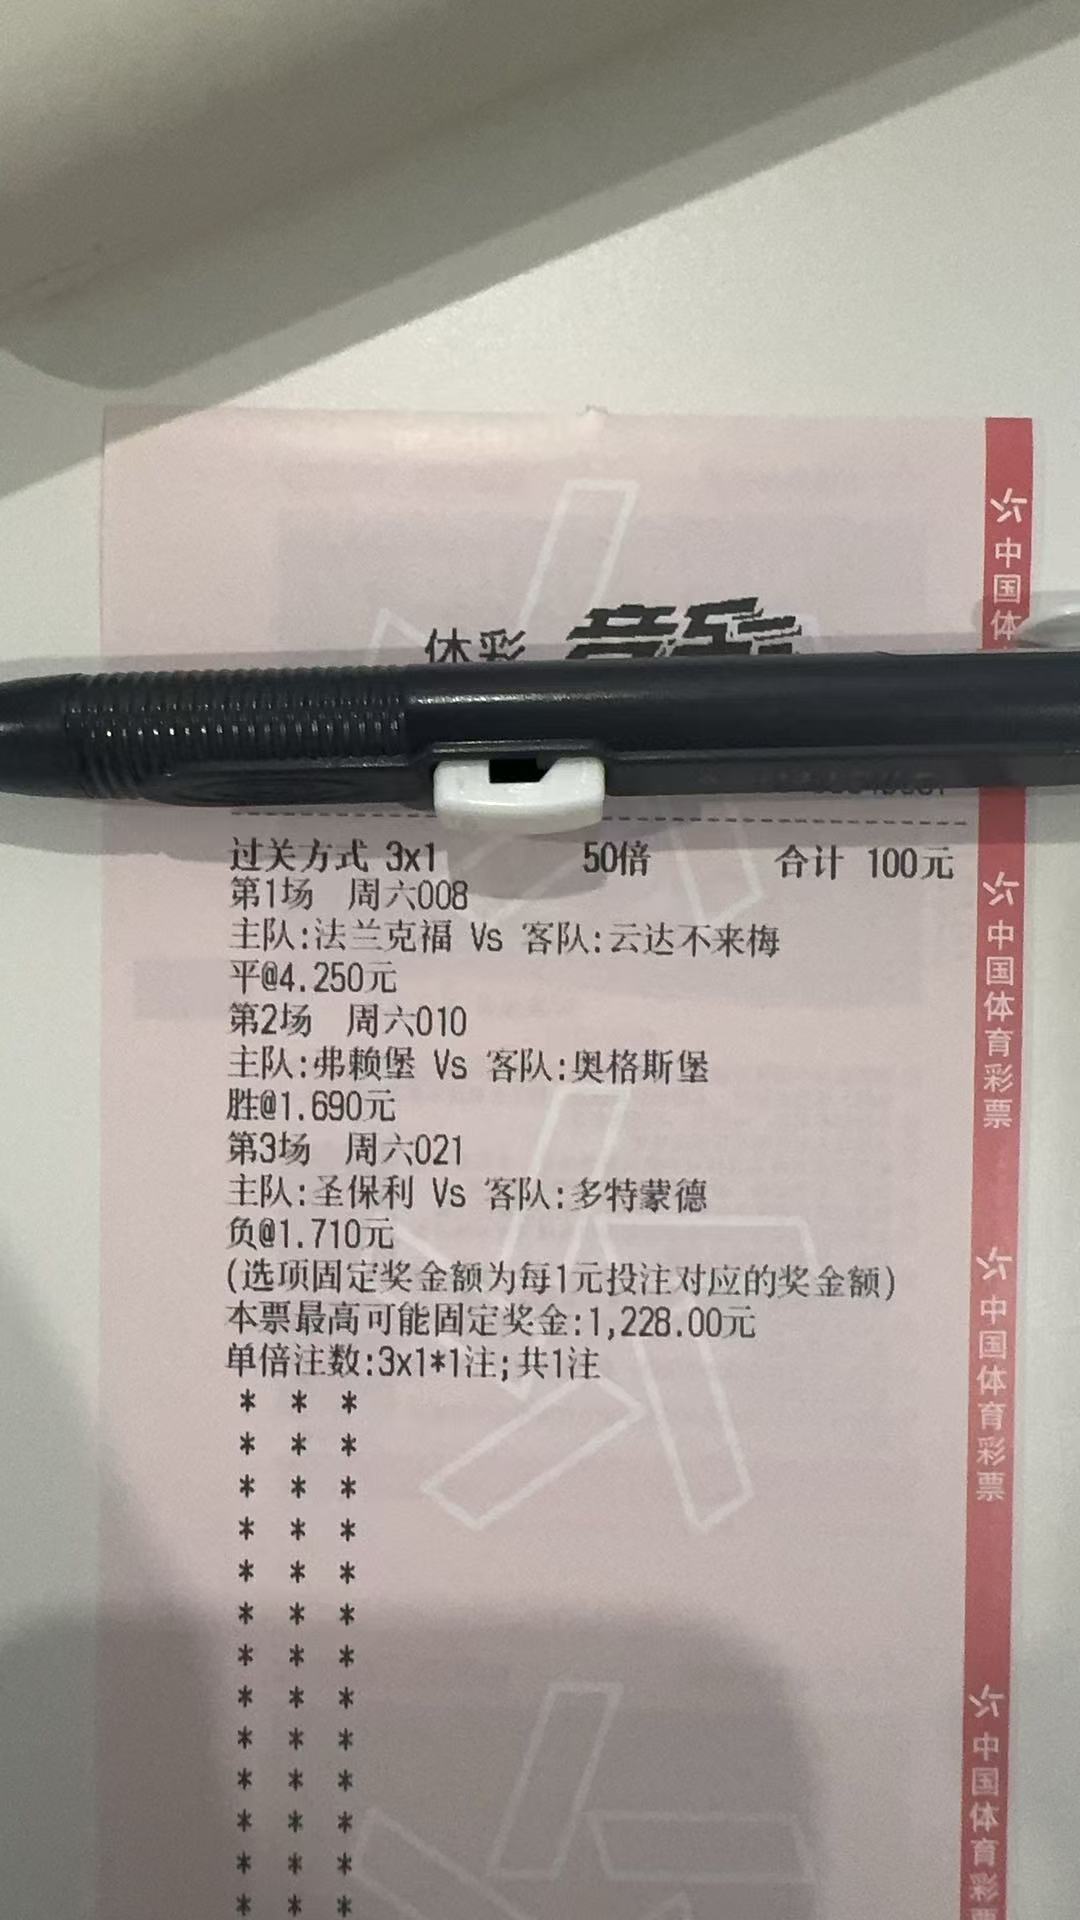 体彩 竞彩
过关方式 3x1 50倍 合计 100元
第1场 周六008
主队:法兰克福 Vs 客队:云达不来梅
平@4.250元
第2场 周六010
主队:弗赖堡 Vs 客队:奥格斯堡
胜@1.690元
第3场 周六021
主队:圣保利 Vs 客队:多特蒙德
负@1.710元
(选项固定奖金额为每1元投注对应的奖金额)
本票最高可能固定奖金:1,228.00元
单倍注数:3x1*1注;共1注
* * *
* * *
* * *
* * *
* * *
* * *
* * *
* * *
* * *
* * *
* * *
* * *
* * *
中国体
中国体育彩票
中国体育彩票
中国体育彩票